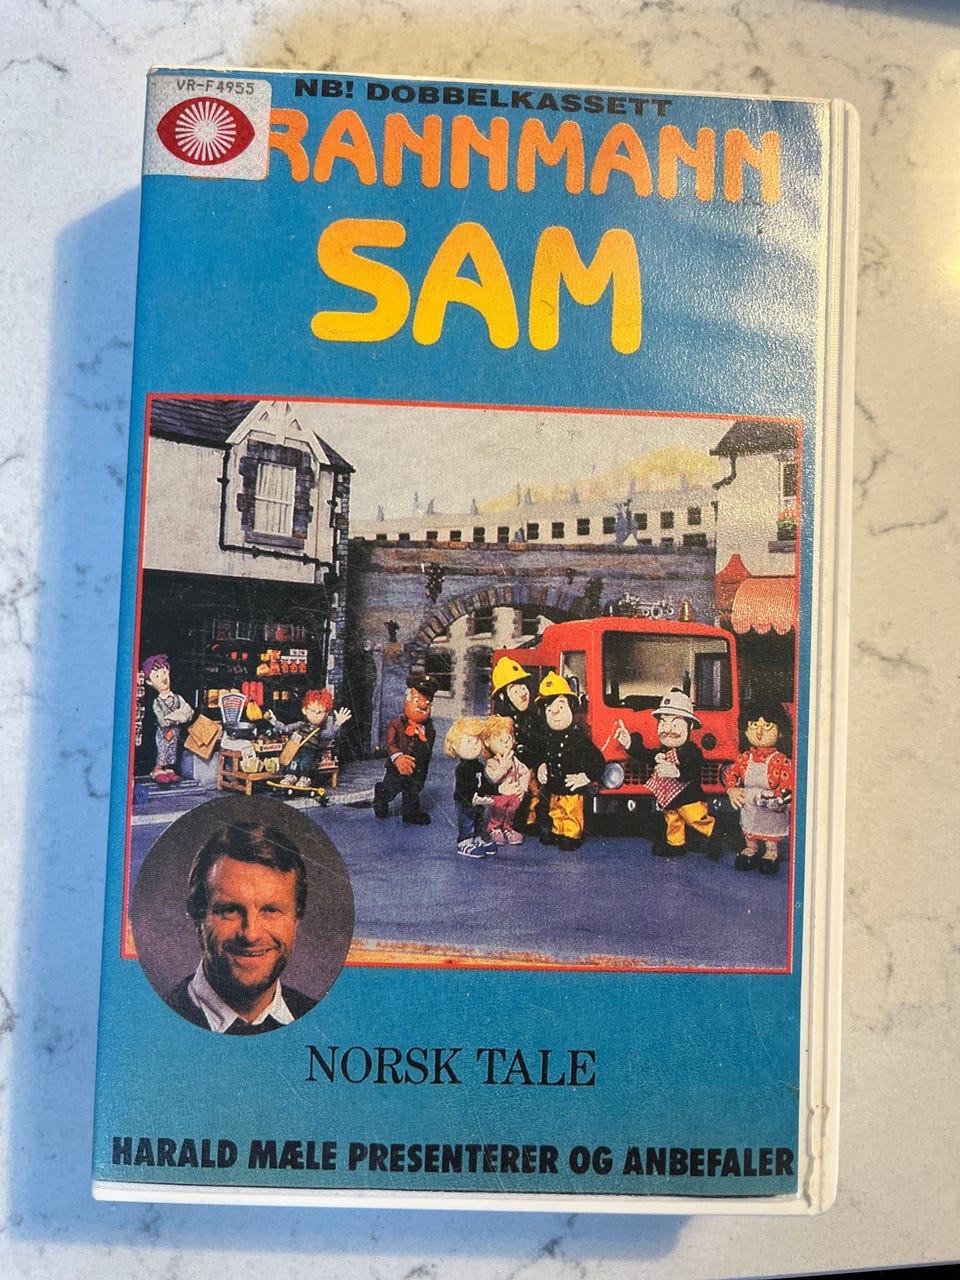 VR-F4955
NB! DOBBELKASSETT
RANNMANN
SAM
NORSK TALE
HARALD MÆLE PRESENTERER OG ANBEFALER